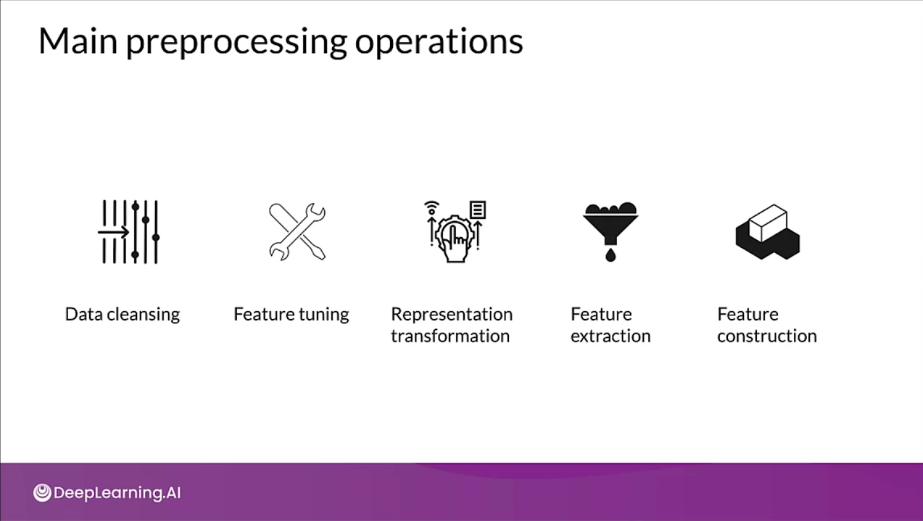 Main preprocessing operations
Data cleansing
Feature tuning
Representation
transformation
Feature
extraction
Feature
construction
DeepLearning.AI